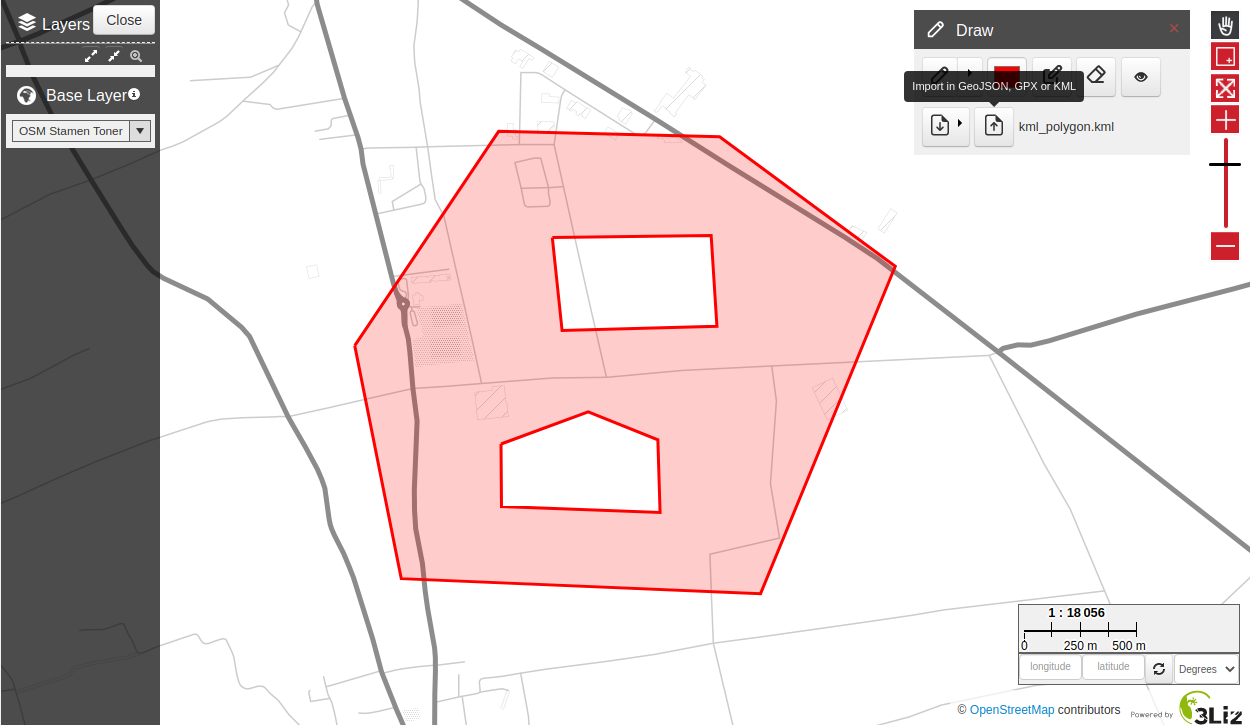 Layers
Close
Base Layer
OSM Stamen Toner
Draw
Import in GeoJSON, GPX or KML
kml_polygon.kml
1 : 18 056
0 250 m 500 m
longitude latitude Degrees
© OpenStreetMap contributors
Powered by 3Liz